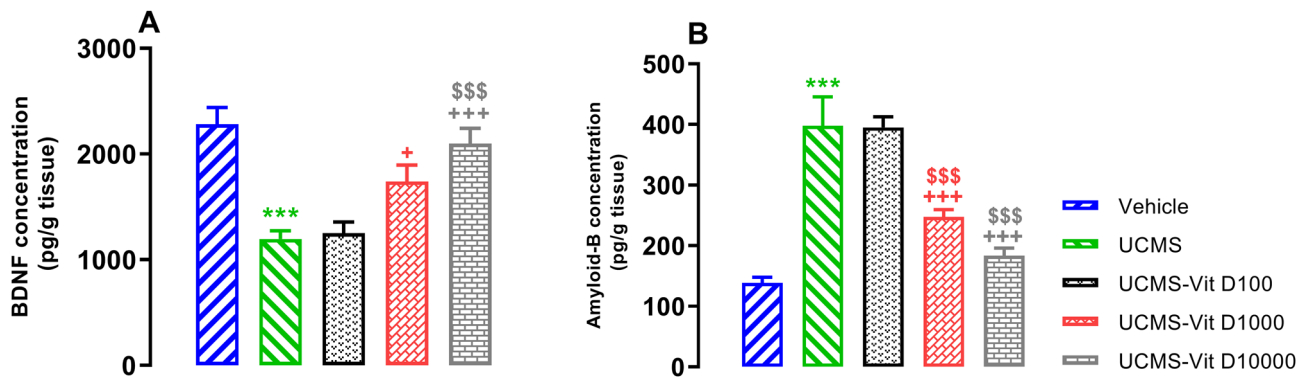 A
BDNF concentration
(pg/g tissue)
3000
2000
1000
0
***
+
$$$
+++
B
Amyloid-B concentration
(pg/g tissue)
500
400
300
200
100
0
***
$$$
+++
$$$
+++
Vehicle
UCMS
UCMS-Vit D100
UCMS-Vit D1000
UCMS-Vit D10000